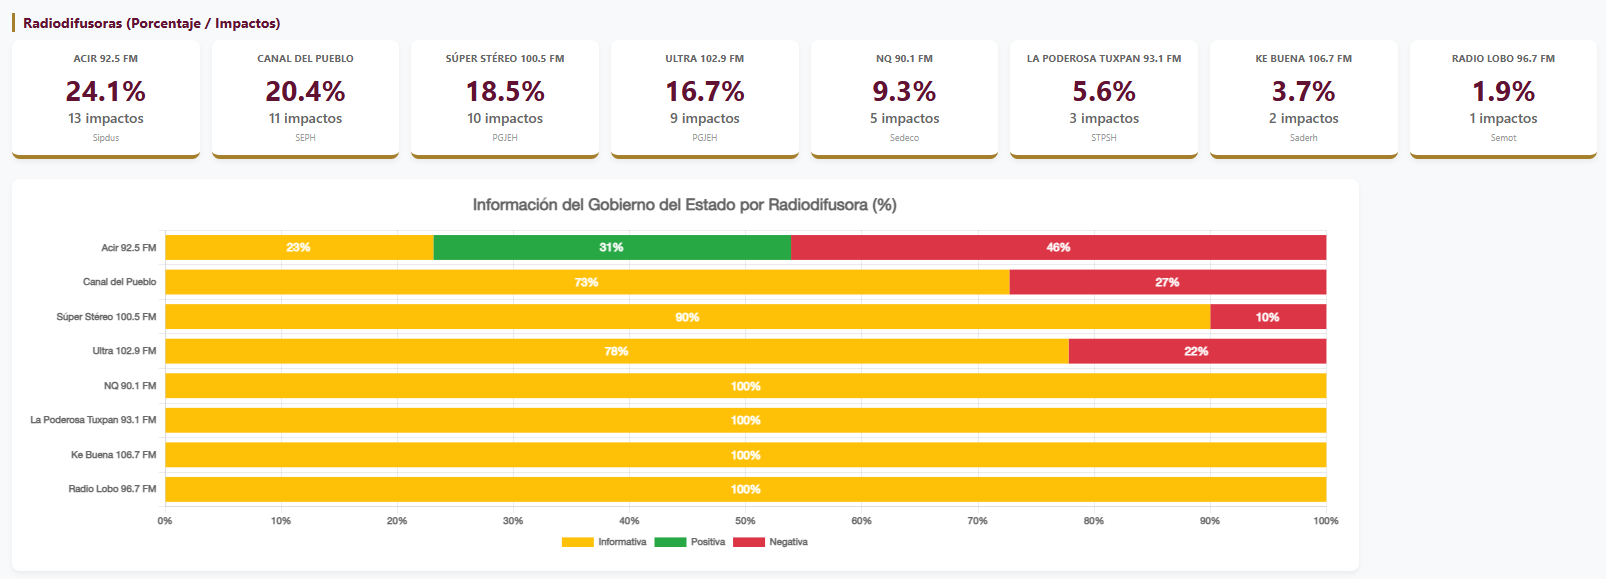 Radiodifusoras (Porcentaje / Impactos)
ACIR 92.5 FM
24.1%
13 impactos
Sipdus
CANAL DEL PUEBLO
20.4%
11 impactos
SEPH
SÚPER STÉREO 100.5 FM
18.5%
10 impactos
PGJEH
ULTRA 102.9 FM
16.7%
9 impactos
PGJEH
NQ 90.1 FM
9.3%
5 impactos
Sedeco
LA PODEROSA TUXPAN 93.1 FM
5.6%
3 impactos
STPSH
KE BUENA 106.7 FM
3.7%
2 impactos
Saderh
RADIO LOBO 96.7 FM
1.9%
1 impactos
Semot
Información del Gobierno del Estado por Radiodifusora (%)
Acir 92.5 FM 23% 31% 46%
Canal del Pueblo 73% 27%
Súper Stéreo 100.5 FM 90% 10%
Ultra 102.9 FM 78% 22%
NQ 90.1 FM 100%
La Poderosa Tuxpan 93.1 FM 100%
Ke Buena 106.7 FM 100%
Radio Lobo 96.7 FM 100%
0% 10% 20% 30% 40% 50% 60% 70% 80% 90% 100%
Informativa Positiva Negativa